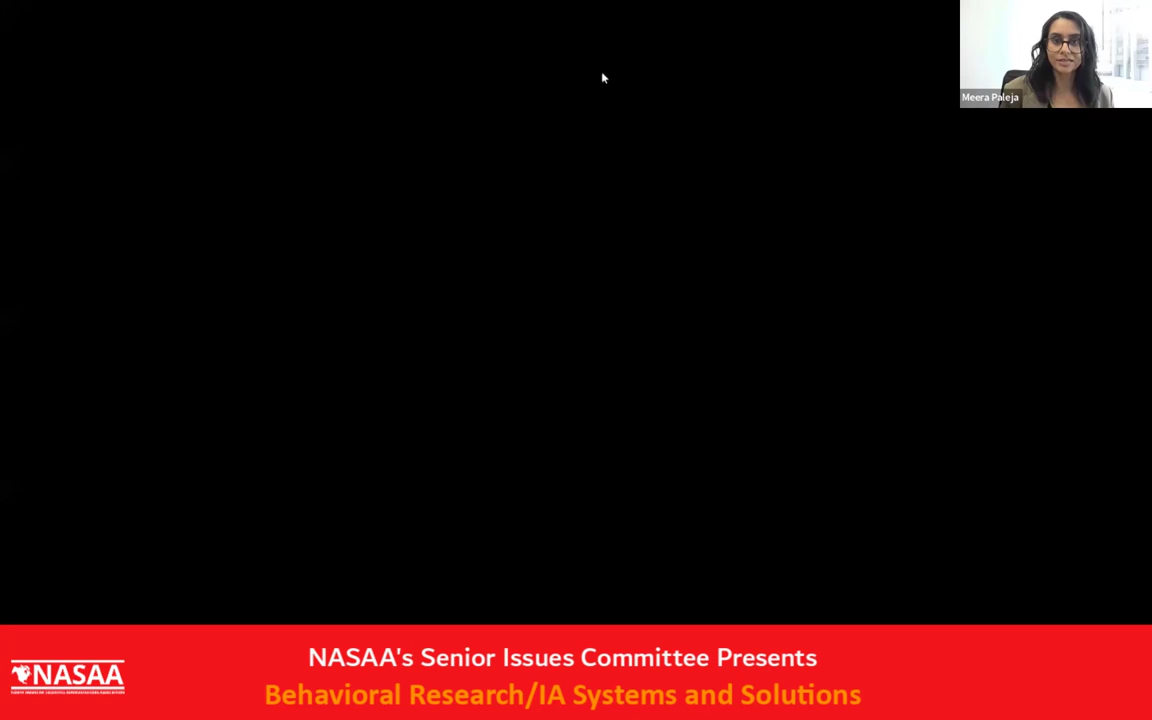 Meera Paleja
NASAA's Senior Issues Committee Presents
NASAA
Behavioral Research/IA Systems and Solutions